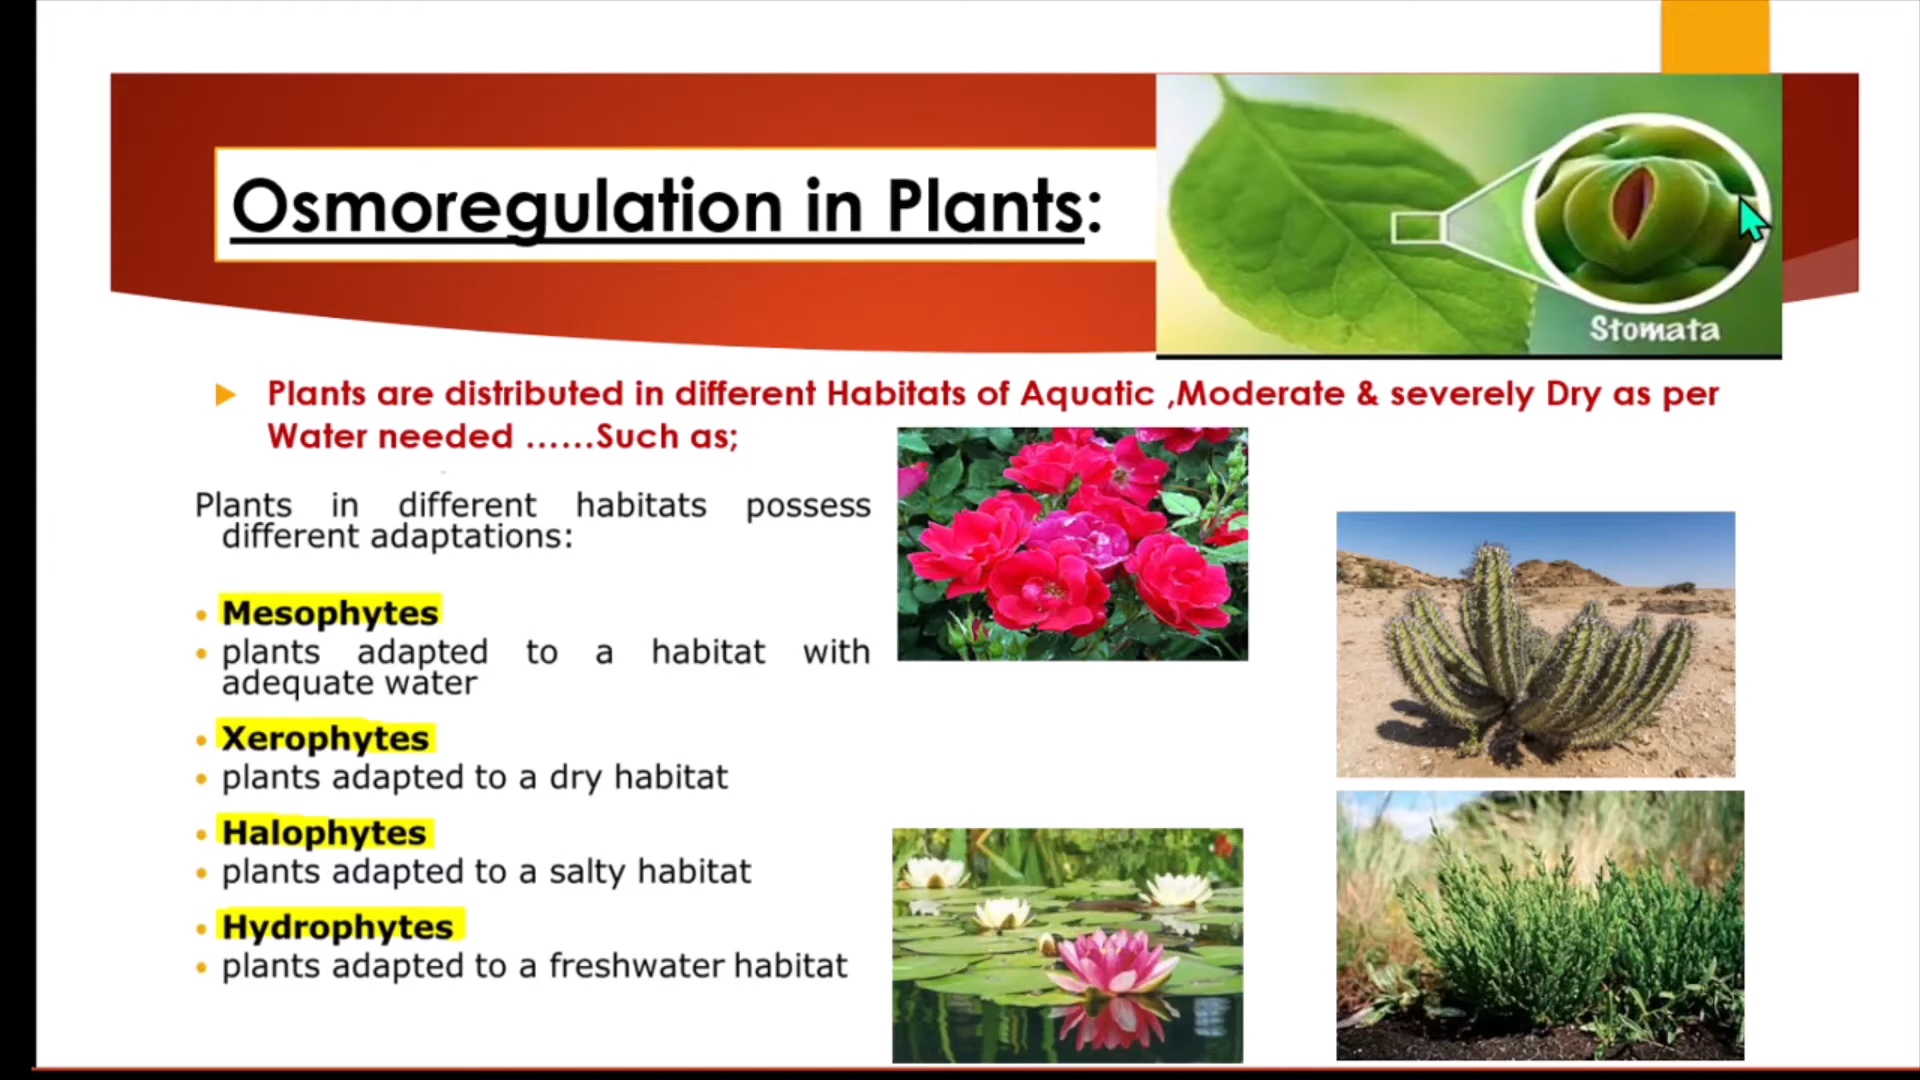 Osmoregulation in Plants:
Stomata
Plants are distributed in different Habitats of Aquatic ,Moderate & severely Dry as per
Water needed ......Such as;
Plants in different habitats possess
different adaptations:
Mesophytes
plants adapted to a habitat with
adequate water
Xerophytes
plants adapted to a dry habitat
Halophytes
plants adapted to a salty habitat
Hydrophytes
plants adapted to a freshwater habitat